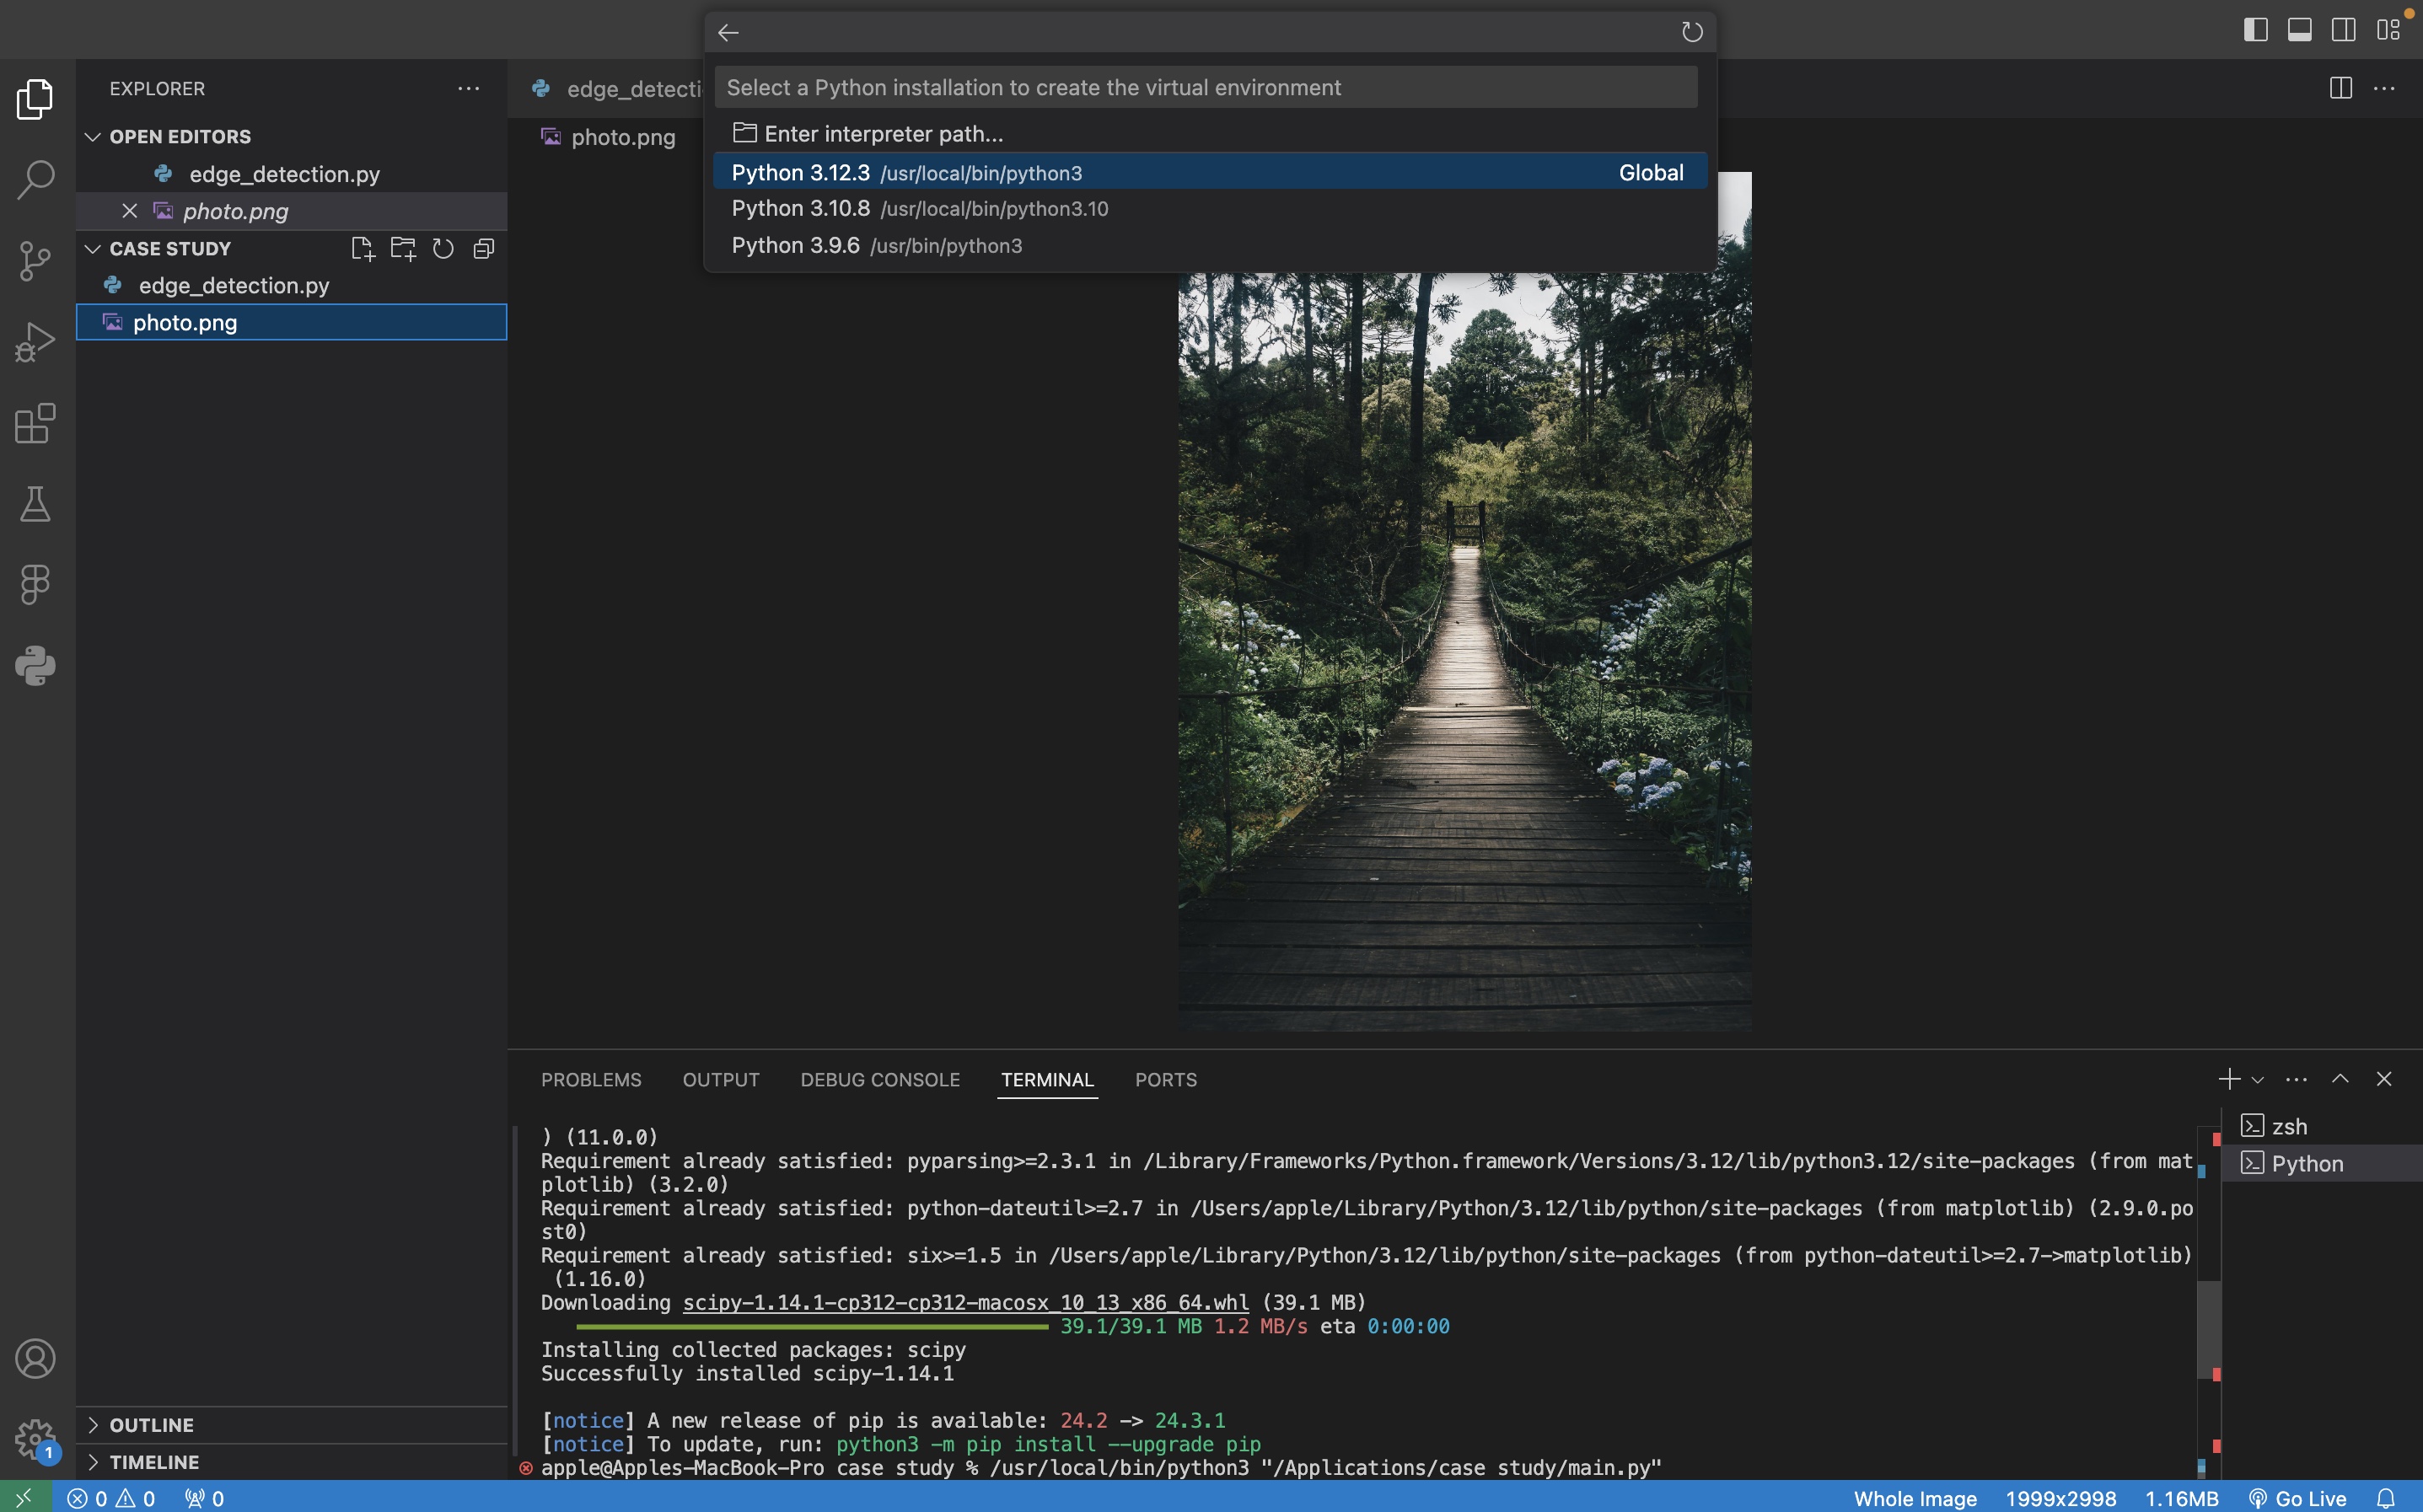 Select a Python installation to create the virtual environment
Enter interpreter path...
Python 3.12.3 /usr/local/bin/python3 Global
Python 3.10.8 /usr/local/bin/python3.10
Python 3.9.6 /usr/bin/python3
EXPLORER
OPEN EDITORS
edge_detection.py
photo.png
CASE STUDY
edge_detection.py
photo.png
OUTLINE
TIMELINE
edge_detecti
photo.png
PROBLEMS OUTPUT DEBUG CONSOLE TERMINAL PORTS
) (11.0.0)
Requirement already satisfied: pyparsing>=2.3.1 in /Library/Frameworks/Python.framework/Versions/3.12/lib/python3.12/site-packages (from mat
plotlib) (3.2.0)
Requirement already satisfied: python-dateutil>=2.7 in /Users/apple/Library/Python/3.12/lib/python/site-packages (from matplotlib) (2.9.0.po
st0)
Requirement already satisfied: six>=1.5 in /Users/apple/Library/Python/3.12/lib/python/site-packages (from python-dateutil>=2.7->matplotlib)
(1.16.0)
Downloading scipy-1.14.1-cp312-cp312-macosx_10_13_x86_64.whl (39.1 MB)
39.1/39.1 MB 1.2 MB/s eta 0:00:00
Installing collected packages: scipy
Successfully installed scipy-1.14.1
[notice] A new release of pip is available: 24.2 -> 24.3.1
[notice] To update, run: python3 -m pip install --upgrade pip
apple@Apples-MacBook-Pro case study % /usr/local/bin/python3 "/Applications/case study/main.py"
zsh
Python
1
0 0 0
Whole Image 1999x2998 1.16MB Go Live